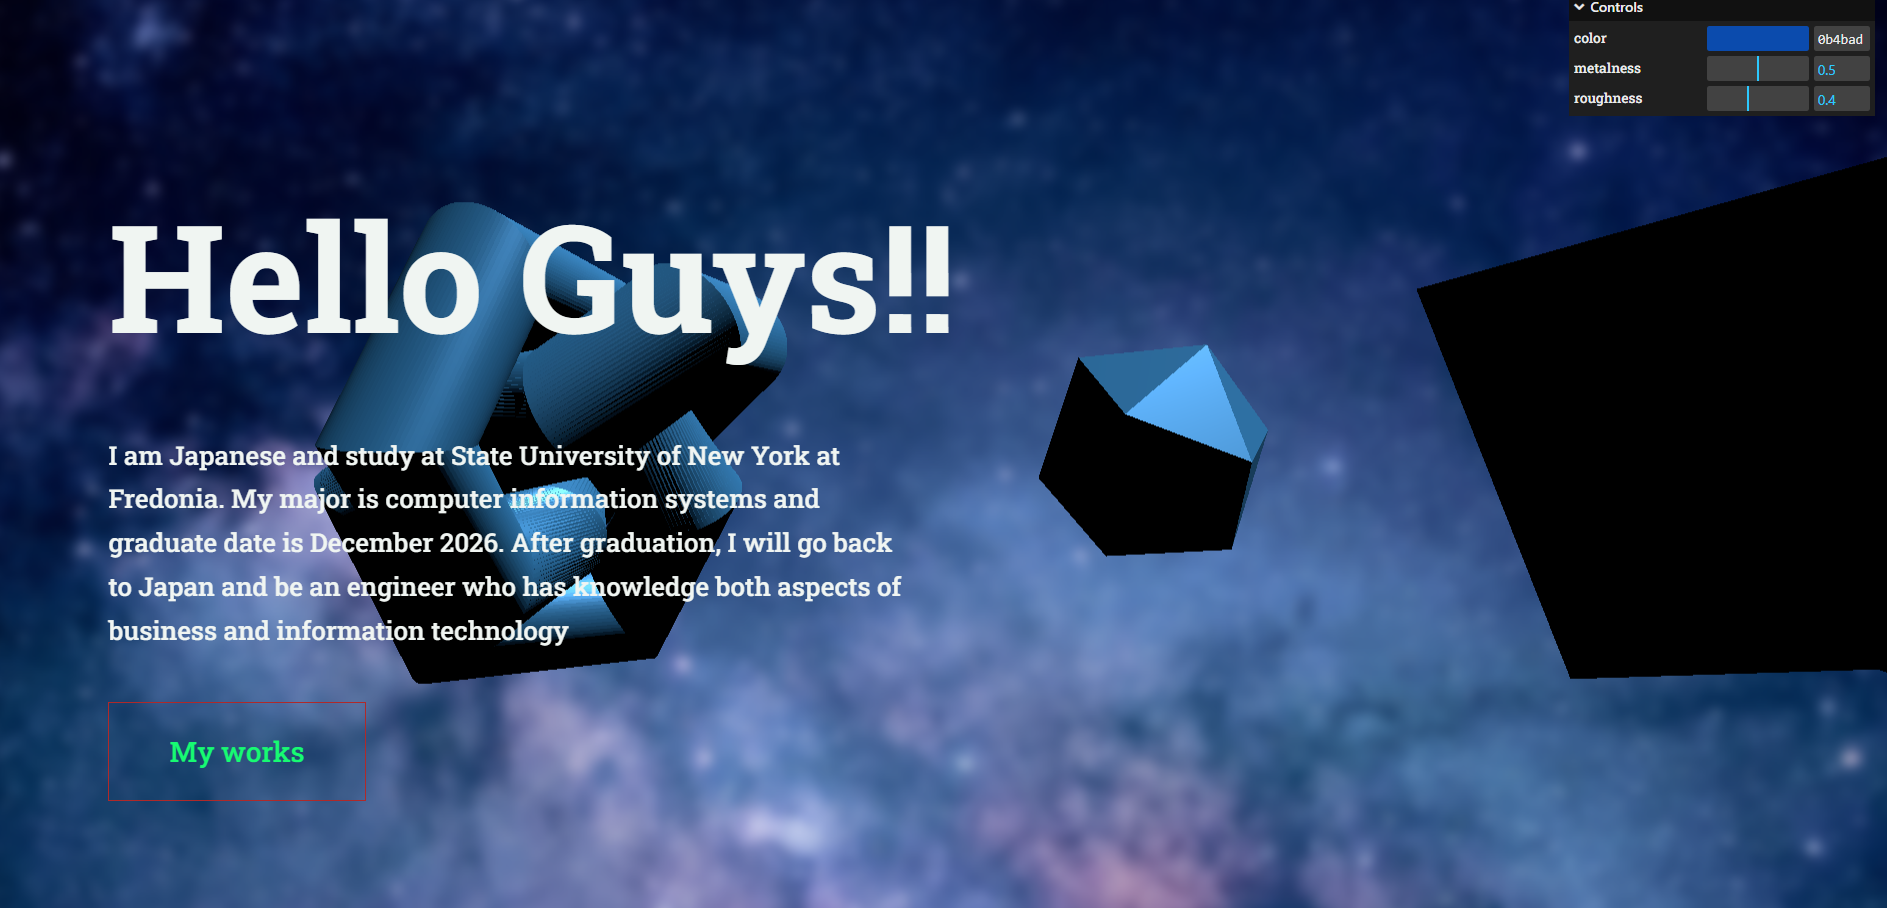 Controls
color 0b4bad
metalness 0.5
roughness 0.4
Hello Guys!!
I am Japanese and study at State University of New York at
Fredonia. My major is computer information systems and
graduate date is December 2026. After graduation, I will go back
to Japan and be an engineer who has knowledge both aspects of
business and information technology
My works